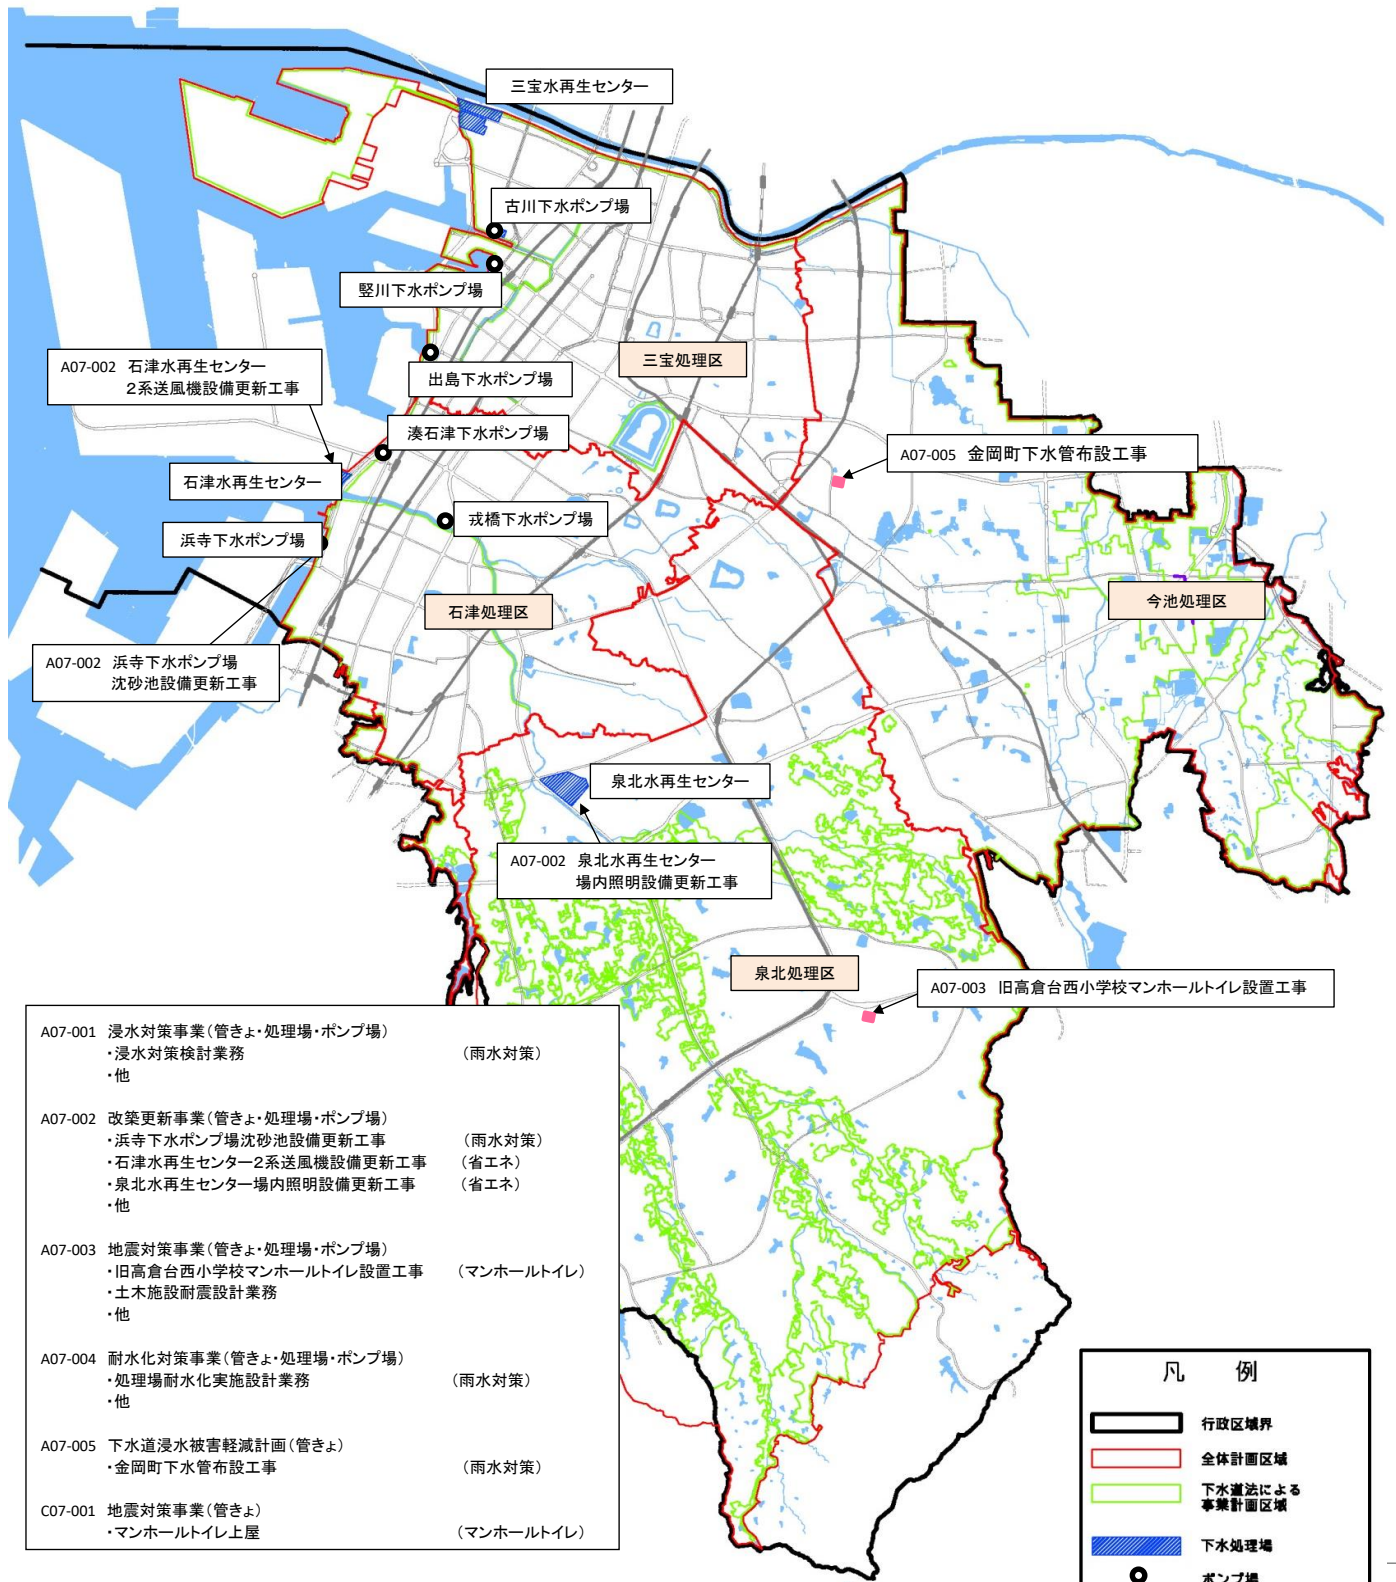 三宝水再生センター
古川下水ポンプ場
竪川下水ポンプ場
三宝処理区
A07-002 石津水再生センター
2系送風機設備更新工事
出島下水ポンプ場
湊石津下水ポンプ場
A07-005 金岡町下水管布設工事
石津水再生センター
戎橋下水ポンプ場
浜寺下水ポンプ場
今池処理区
石津処理区
A07-002 浜寺下水ポンプ場
沈砂池設備更新工事
泉北水再生センター
A07-002 泉北水再生センター
場内照明設備更新工事
泉北処理区
A07-003 旧高倉台西小学校マンホールトイレ設置工事
A07-001 浸水対策事業(管きょ・処理場・ポンプ場)
・浸水対策検討業務 (雨水対策)
・他
A07-002 改築更新事業(管きょ・処理場・ポンプ場)
・浜寺下水ポンプ場沈砂池設備更新工事 (雨水対策)
・石津水再生センター2系送風機設備更新工事 (省エネ)
・泉北水再生センター場内照明設備更新工事 (省エネ)
・他
A07-003 地震対策事業(管きょ・処理場・ポンプ場)
・旧高倉台西小学校マンホールトイレ設置工事 (マンホールトイレ)
・土木施設耐震設計業務
・他
A07-004 耐水化対策事業(管きょ・処理場・ポンプ場)
・処理場耐水化実施設計業務 (雨水対策)
・他
A07-005 下水道浸水被害軽減計画(管きょ)
・金岡町下水管布設工事 (雨水対策)
C07-001 地震対策事業(管きょ)
・マンホールトイレ上屋 (マンホールトイレ)
凡 例
行政区域界
全体計画区域
下水道法による
事業計画区域
下水処理場
ポンプ場